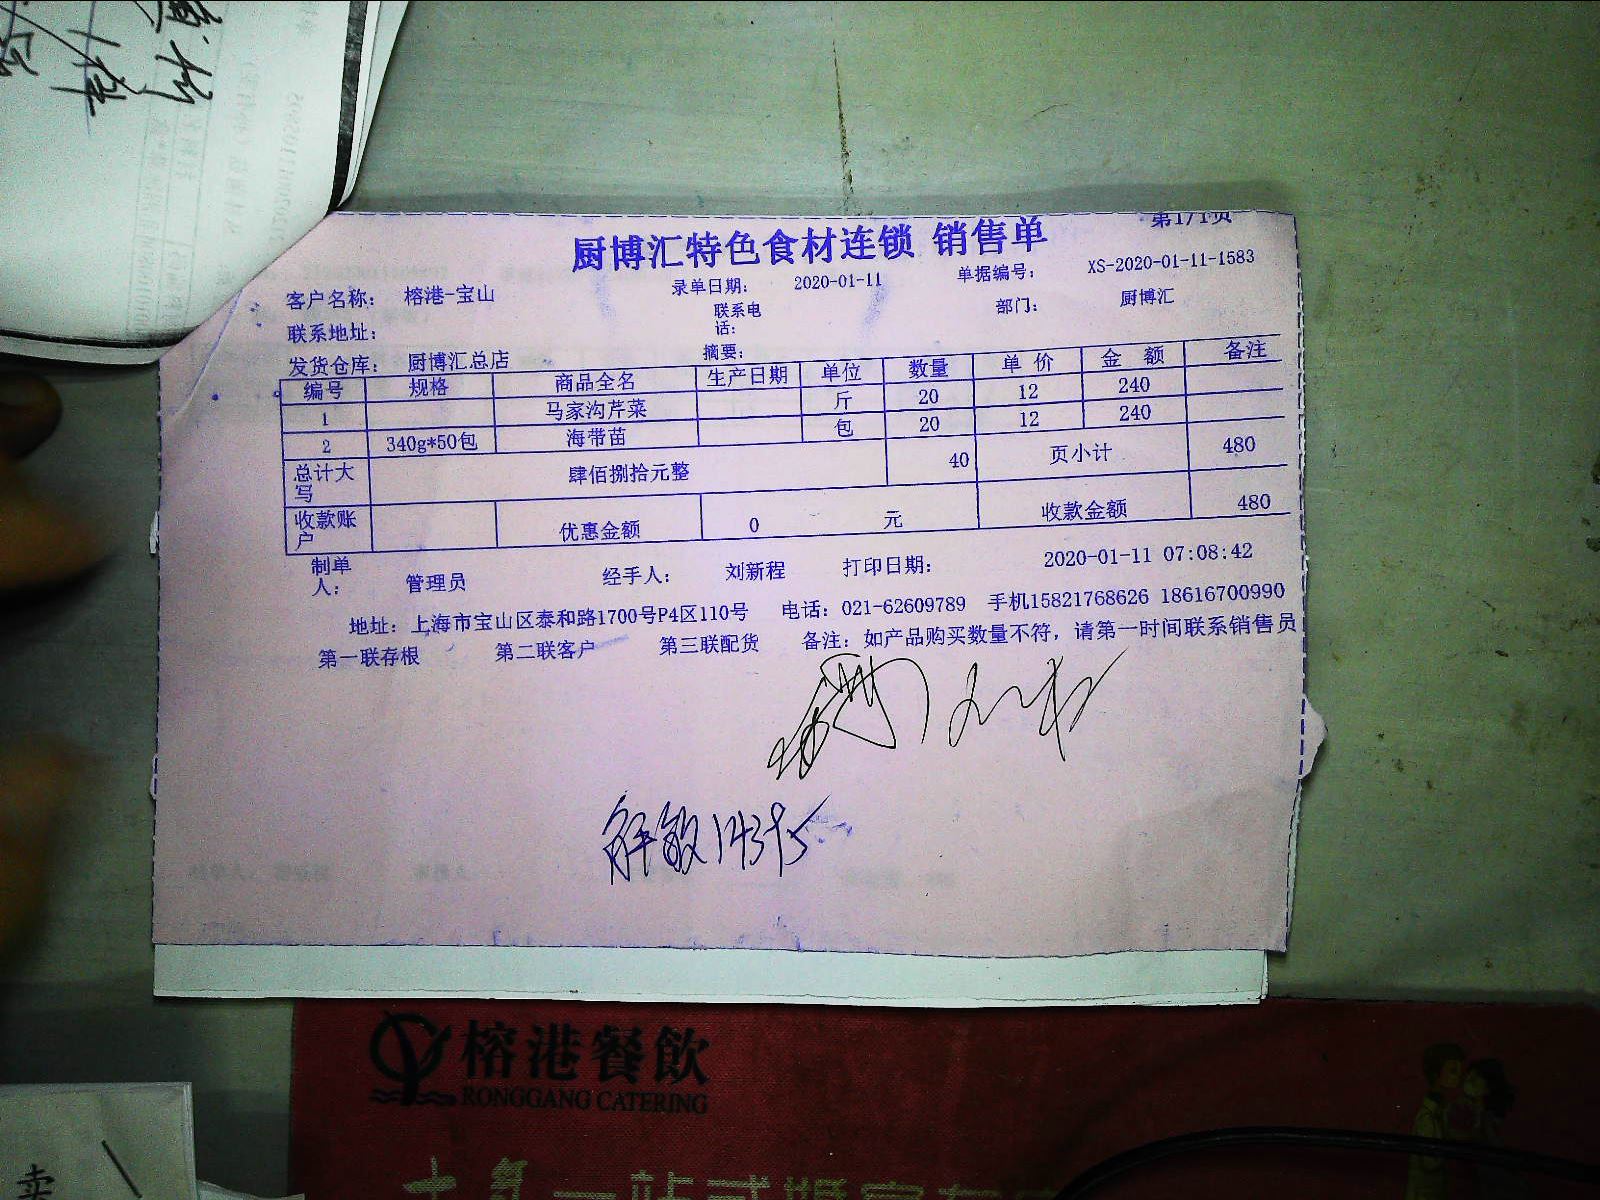 第1/1页
厨博汇特色食材连锁 销售单
客户名称： 榕港-宝山 录单日期： 2020-01-11 单据编号： XS-2020-01-11-1583
联系地址： 联系电话： 部门： 厨博汇
发货仓库： 厨博汇总店 摘要：
编号 规格 商品全名 生产日期 单位 数量 单 价 金 额 备注
1 马家沟芹菜 斤 20 12 240
2 340g*50包 海带苗 包 20 12 240
总计大写 肆佰捌拾元整 40 页小计 480
收款账户 优惠金额 0 元 收款金额 480
制单人： 管理员 经手人： 刘新程 打印日期： 2020-01-11 07:08:42
地址：上海市宝山区泰和路1700号P4区110号 电话：021-62609789 手机15821768626 18616700990
第一联存根 第二联客户 第三联配货 备注：如产品购买数量不符，请第一时间联系销售员
榕港餐飲
RONGGANG CATERING